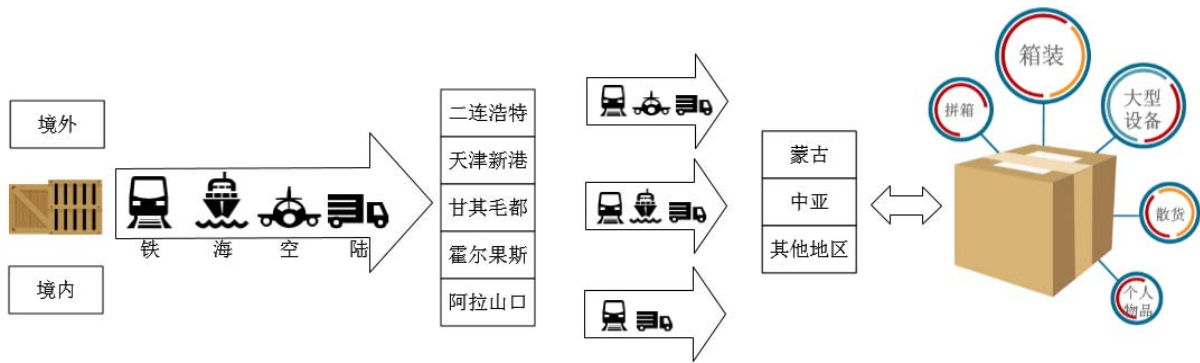 境外
境内
铁
海
空
陆
二连浩特
天津新港
甘其毛都
霍尔果斯
阿拉山口
蒙古
中亚
其他地区
箱装
拼箱
大型
设备
散货
个人
物品